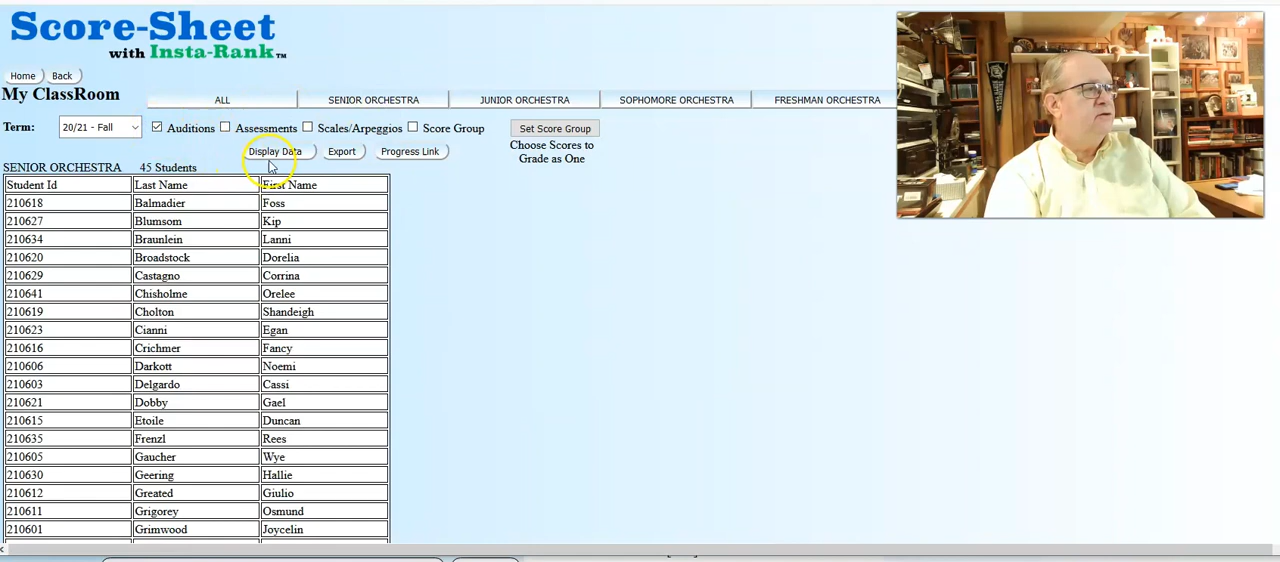 Score-Sheet
with Insta-Rank™
Home Back
My ClassRoom
ALL SENIOR ORCHESTRA JUNIOR ORCHESTRA SOPHOMORE ORCHESTRA FRESHMAN ORCHESTRA
Term: 20/21 - Fall Auditions Assessments Scales/Arpeggios Score Group Set Score Group
Choose Scores to
Grade as One
Display Data Export Progress Link
SENIOR ORCHESTRA 45 Students
Student Id Last Name First Name
210618 Balmadier Foss
210627 Blumsom Kip
210634 Braunlein Lanni
210620 Broadstock Dorelia
210629 Castagno Corrina
210641 Chisholme Orelee
210619 Cholton Shandeigh
210623 Cianni Egan
210616 Crichmer Fancy
210606 Darkott Noemi
210603 Delgardo Cassi
210621 Dobby Gael
210615 Etoile Duncan
210635 Frenzl Rees
210605 Gaucher Wye
210630 Geering Hallie
210612 Greated Giulio
210611 Grigorey Osmund
210601 Grimwood Joycelin